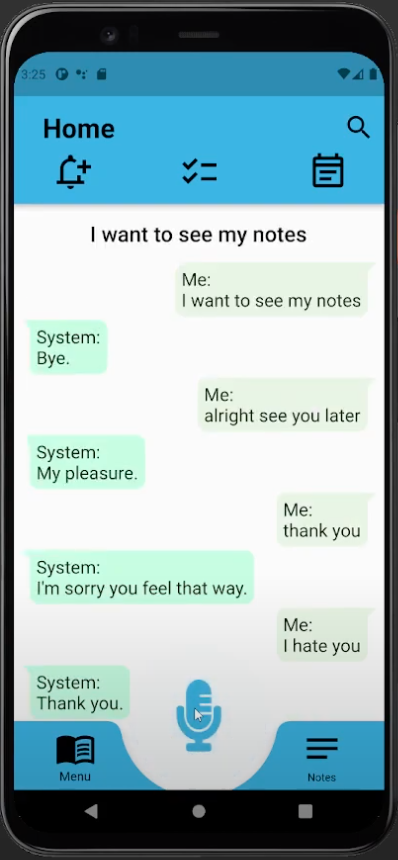 3:25
Home
I want to see my notes
Me:
I want to see my notes
System:
Bye.
Me:
alright see you later
System:
My pleasure.
Me:
thank you
System:
I'm sorry you feel that way.
Me:
I hate you
System:
Thank you.
Menu
Notes